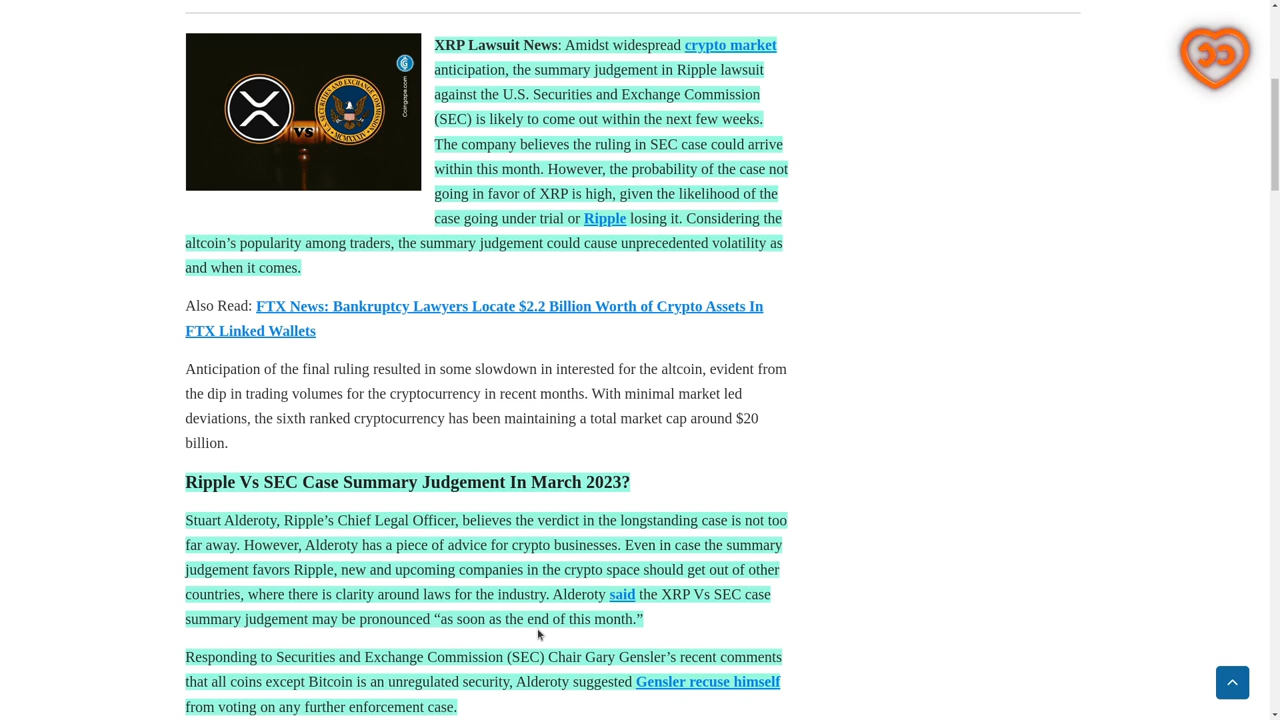 XRP Lawsuit News: Amidst widespread crypto market
anticipation, the summary judgement in Ripple lawsuit
against the U.S. Securities and Exchange Commission
(SEC) is likely to come out within the next few weeks.
The company believes the ruling in SEC case could arrive
within this month. However, the probability of the case not
going in favor of XRP is high, given the likelihood of the
case going under trial or Ripple losing it. Considering the
altcoin’s popularity among traders, the summary judgement could cause unprecedented volatility as
and when it comes.
Coingape.com
VS
Also Read: FTX News: Bankruptcy Lawyers Locate $2.2 Billion Worth of Crypto Assets In
FTX Linked Wallets
Anticipation of the final ruling resulted in some slowdown in interested for the altcoin, evident from
the dip in trading volumes for the cryptocurrency in recent months. With minimal market led
deviations, the sixth ranked cryptocurrency has been maintaining a total market cap around $20
billion.
Ripple Vs SEC Case Summary Judgement In March 2023?
Stuart Alderoty, Ripple’s Chief Legal Officer, believes the verdict in the longstanding case is not too
far away. However, Alderoty has a piece of advice for crypto businesses. Even in case the summary
judgement favors Ripple, new and upcoming companies in the crypto space should get out of other
countries, where there is clarity around laws for the industry. Alderoty said the XRP Vs SEC case
summary judgement may be pronounced “as soon as the end of this month.”
Responding to Securities and Exchange Commission (SEC) Chair Gary Gensler’s recent comments
that all coins except Bitcoin is an unregulated security, Alderoty suggested Gensler recuse himself
from voting on any further enforcement case.